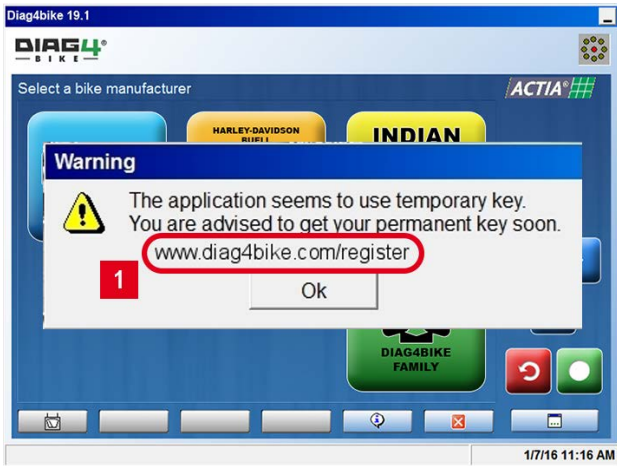 Diag4bike 19.1
DIAG4®
BIKE
Select a bike manufacturer
ACTIA®
HARLEY-DAVIDSON
BUELL
INDIAN
Warning
The application seems to use temporary key.
You are advised to get your permanent key soon.
www.diag4bike.com/register
1
Ok
DIAG4BIKE
FAMILY
1/7/16 11:16 AM